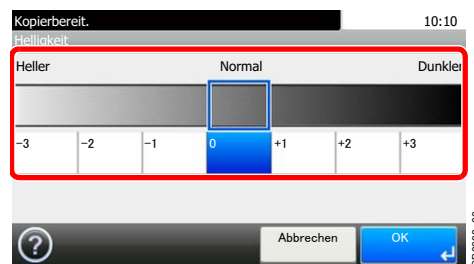 Kopierbereit. 10:10
Helligkeit
Heller Normal Dunkler
-3 -2 -1 0 +1 +2 +3
? Abbrechen OK